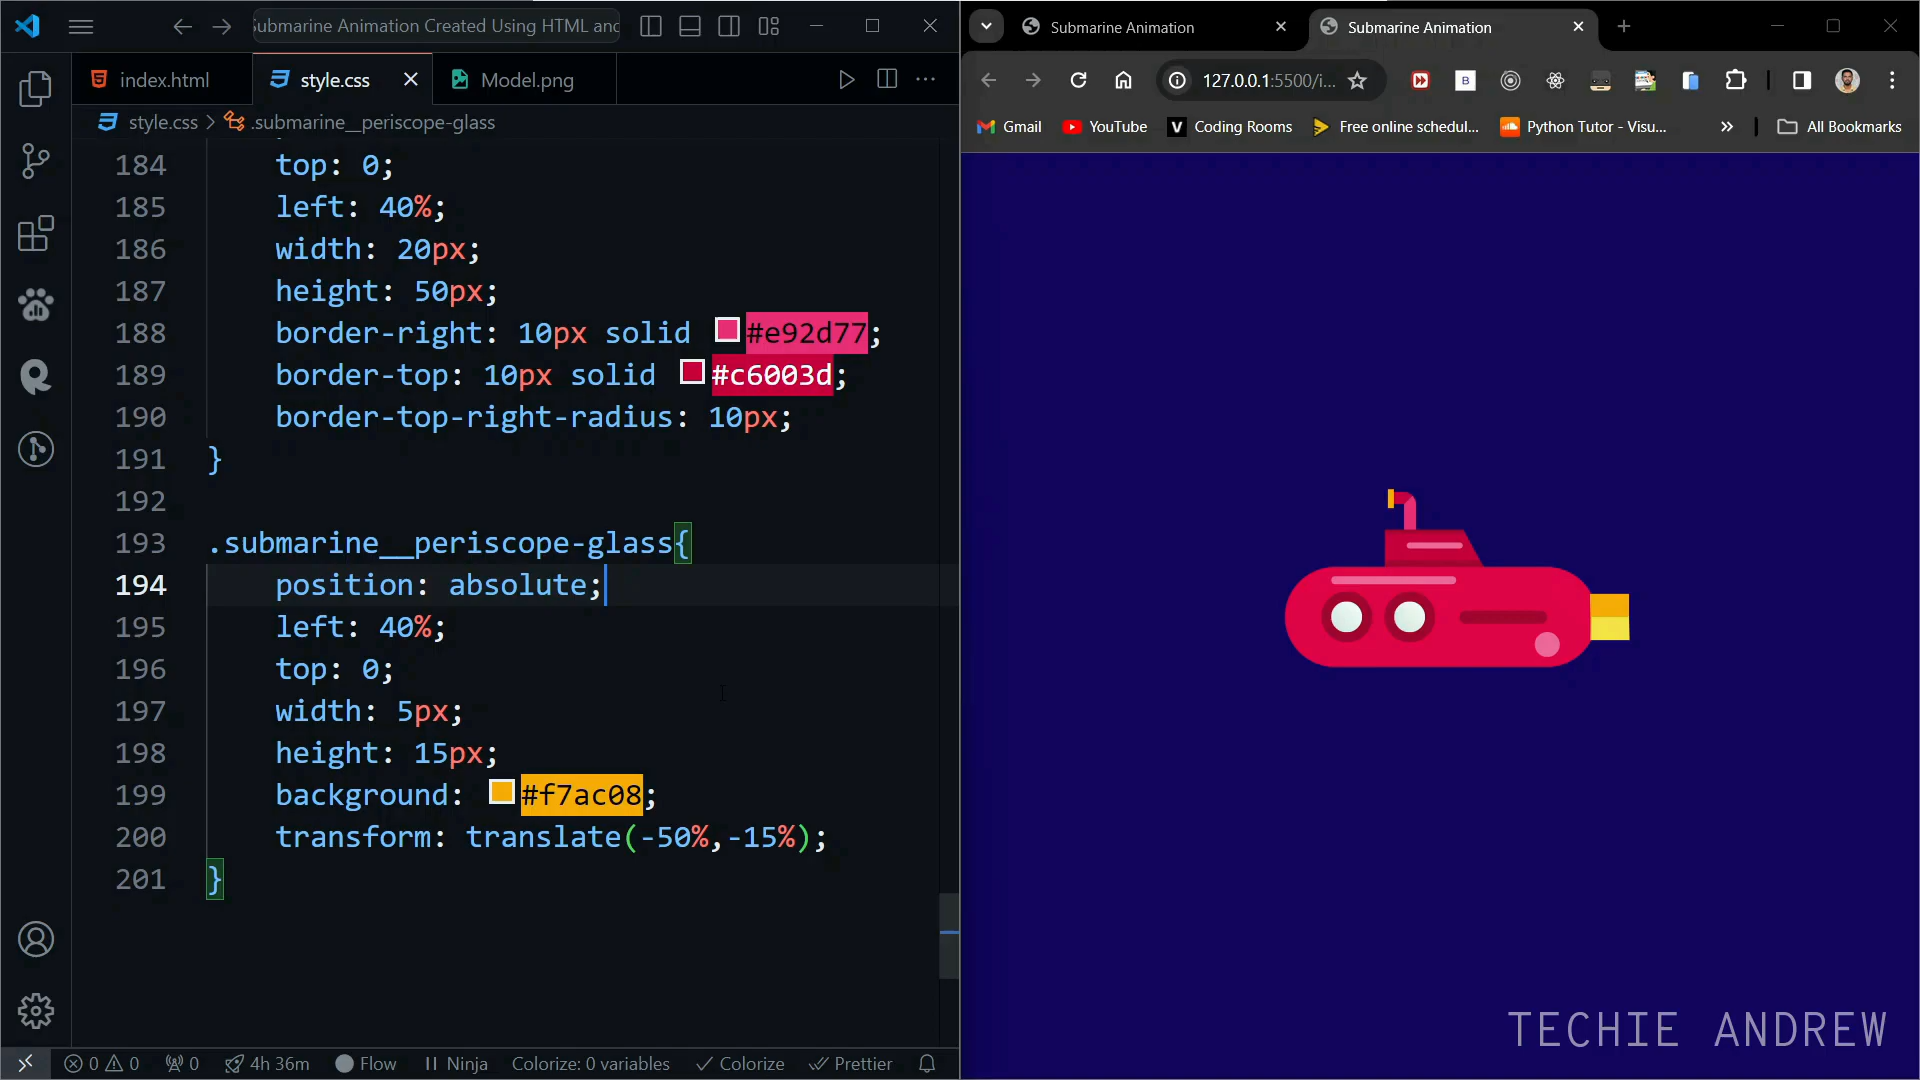 Submarine Animation Created Using HTML and
index.html
style.css
Model.png
style.css > .submarine__periscope-glass
184 top: 0;
185 left: 40%;
186 width: 20px;
187 height: 50px;
188 border-right: 10px solid #e92d77;
189 border-top: 10px solid #c6003d;
190 border-top-right-radius: 10px;
191 }
192
193 .submarine__periscope-glass{
194 position: absolute;
195 left: 40%;
196 top: 0;
197 width: 5px;
198 height: 15px;
199 background: #f7ac08;
200 transform: translate(-50%,-15%);
201 }
0 0 0 4h 36m Flow Ninja Colorize: 0 variables Colorize Prettier
Submarine Animation
Submarine Animation
127.0.0.1:5500/i...
Gmail YouTube Coding Rooms Free online schedul... Python Tutor - Visu... All Bookmarks
TECHIE ANDREW